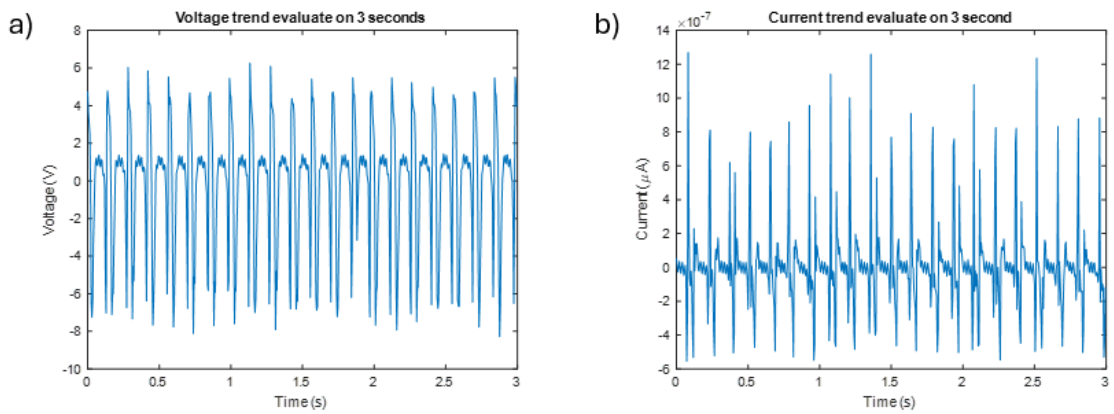 a)
Voltage trend evaluate on 3 seconds
8
6
4
2
0
-2
-4
-6
-8
-10
Voltage (V)
0 0.5 1 1.5 2 2.5 3
Time (s)
b)
×10⁻⁷
Current trend evaluate on 3 second
14
12
10
8
6
4
2
0
-2
-4
-6
Current (μA)
0 0.5 1 1.5 2 2.5 3
Time (s)